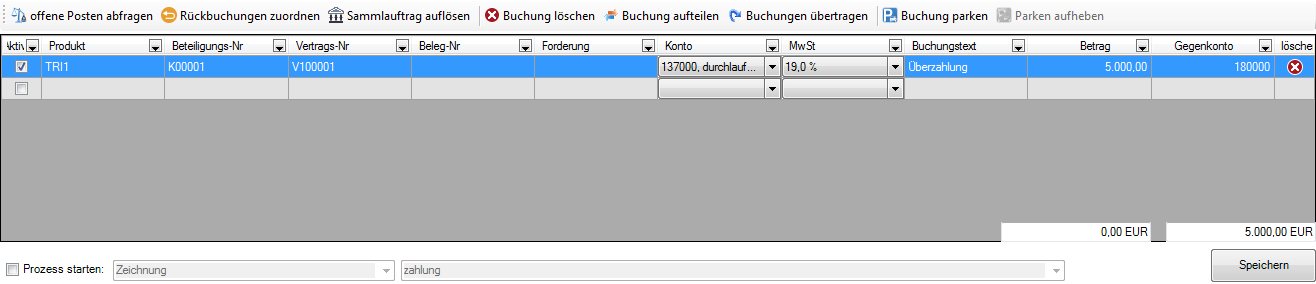 offene Posten abfragen Rückbuchungen zuordnen Sammlauftrag auflösen Buchung löschen Buchung aufteilen Buchungen übertragen Buchung parken Parken aufheben
Aktiv Produkt Beteiligungs-Nr Vertrags-Nr Beleg-Nr Forderung Konto MwSt Buchungstext Betrag Gegenkonto lösche
TRI1 K00001 V100001 137000, durchlauf... 19,0 % Überzahlung 5.000,00 180000
0,00 EUR 5.000,00 EUR
Prozess starten: Zeichnung zahlung Speichern